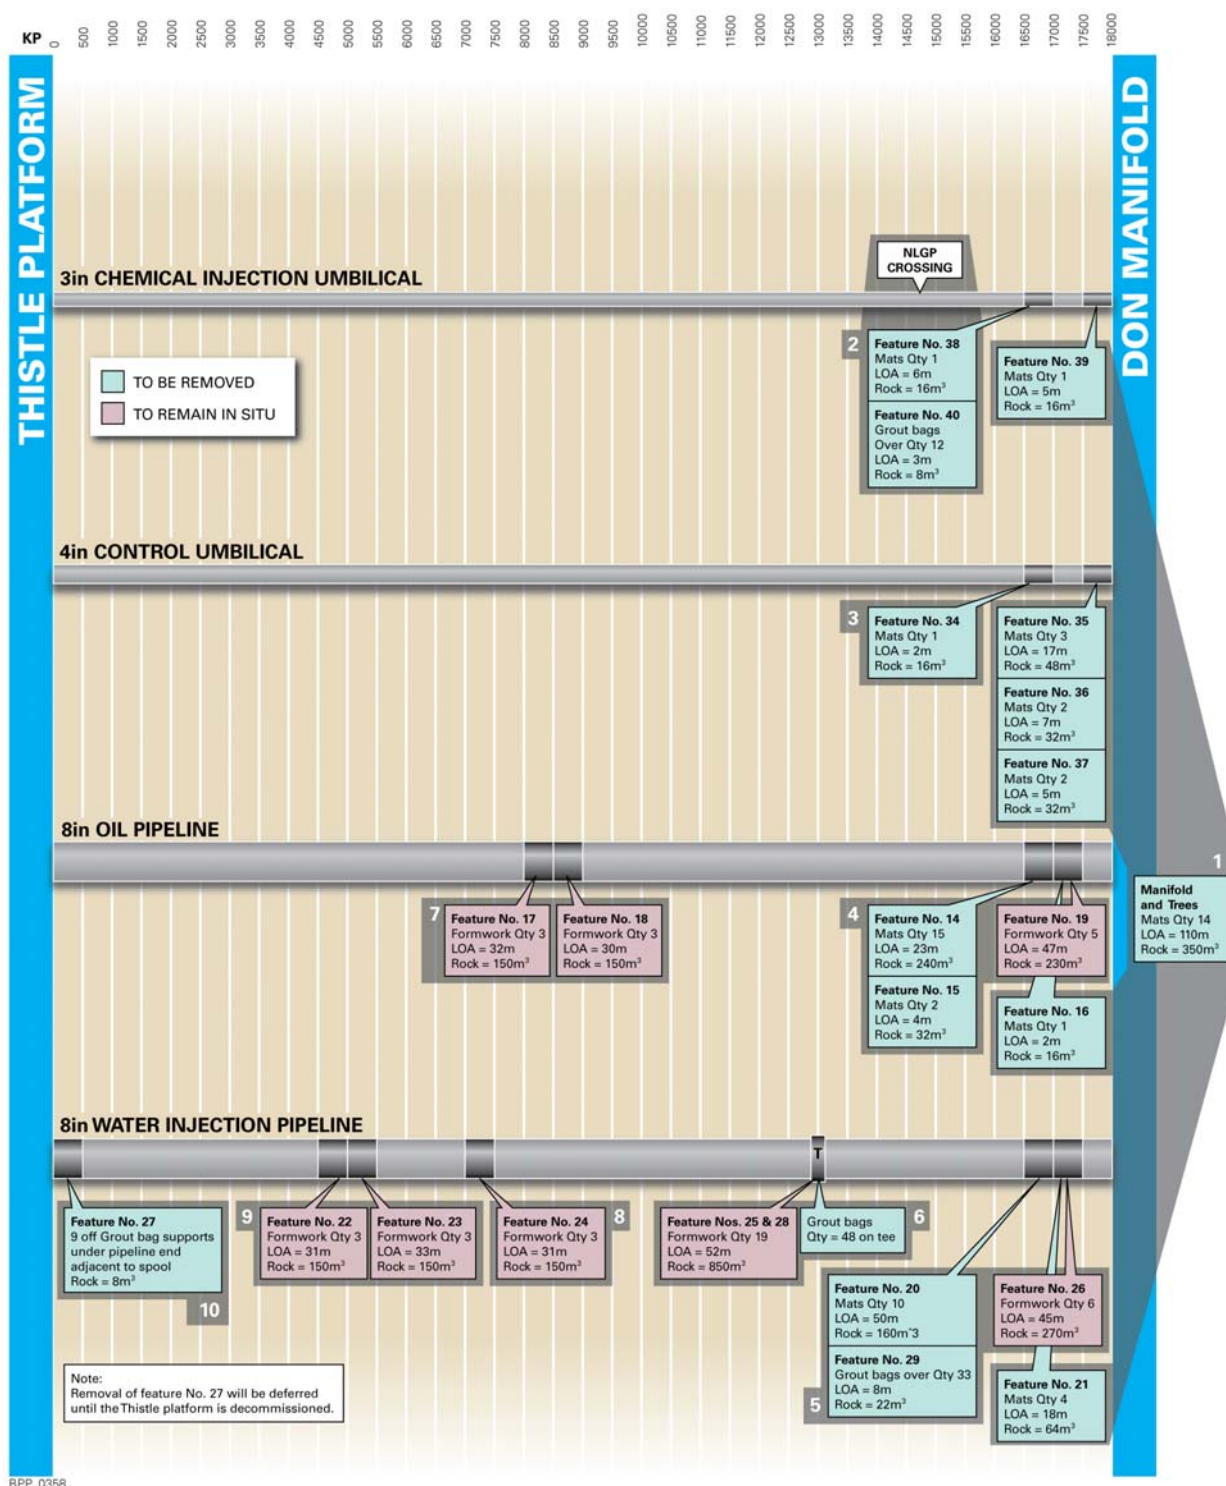 KP
0
500
1000
1500
2000
2500
3000
3500
4000
4500
5000
5500
6000
6500
7000
7500
8000
8500
9000
9500
10000
10500
11000
11500
12000
12500
13000
13500
14000
14500
15000
15500
16000
16500
17000
17500
18000
THISTLE PLATFORM
DON MANIFOLD
NLGP
CROSSING
3in CHEMICAL INJECTION UMBILICAL
TO BE REMOVED
TO REMAIN IN SITU
2
Feature No. 38
Mats Qty 1
LOA = 6m
Rock = 16m³
Feature No. 40
Grout bags
Over Qty 12
LOA = 3m
Rock = 8m³
Feature No. 39
Mats Qty 1
LOA = 5m
Rock = 16m³
4in CONTROL UMBILICAL
3
Feature No. 34
Mats Qty 1
LOA = 2m
Rock = 16m³
Feature No. 35
Mats Qty 3
LOA = 17m
Rock = 48m³
Feature No. 36
Mats Qty 2
LOA = 7m
Rock = 32m³
Feature No. 37
Mats Qty 2
LOA = 5m
Rock = 32m³
8in OIL PIPELINE
7
Feature No. 17
Formwork Qty 3
LOA = 32m
Rock = 150m³
Feature No. 18
Formwork Qty 3
LOA = 30m
Rock = 150m³
4
Feature No. 14
Mats Qty 15
LOA = 23m
Rock = 240m³
Feature No. 15
Mats Qty 2
LOA = 4m
Rock = 32m³
Feature No. 19
Formwork Qty 5
LOA = 47m
Rock = 230m³
Feature No. 16
Mats Qty 1
LOA = 2m
Rock = 16m³
1
Manifold
and Trees
Mats Qty 14
LOA = 110m
Rock = 350m³
8in WATER INJECTION PIPELINE
T
Feature No. 27
9 off Grout bag supports
under pipeline end
adjacent to spool
Rock = 8m³
10
9
Feature No. 22
Formwork Qty 3
LOA = 31m
Rock = 150m³
Feature No. 23
Formwork Qty 3
LOA = 33m
Rock = 150m³
Feature No. 24
Formwork Qty 3
LOA = 31m
Rock = 150m³
8
Feature Nos. 25 & 28
Formwork Qty 19
LOA = 52m
Rock = 850m³
Grout bags
Qty = 48 on tee
6
Feature No. 20
Mats Qty 10
LOA = 50m
Rock = 160m^3
Feature No. 29
Grout bags over Qty 33
LOA = 8m
Rock = 22m³
5
Feature No. 26
Formwork Qty 6
LOA = 45m
Rock = 270m³
Feature No. 21
Mats Qty 4
LOA = 18m
Rock = 64m³
Note:
Removal of feature No. 27 will be deferred
until the Thistle platform is decommissioned.
BPP_0358